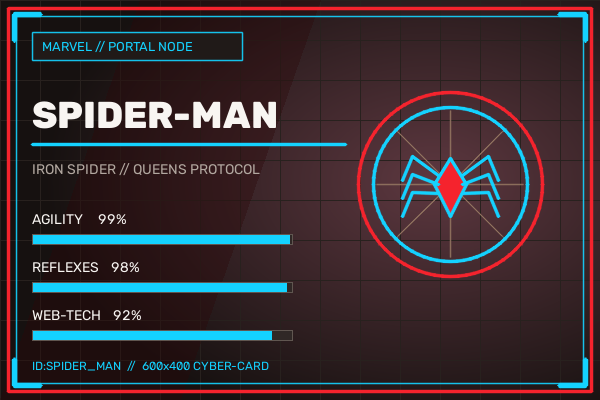 MARVEL // PORTAL NODE
SPIDER-MAN
IRON SPIDER // QUEENS PROTOCOL
AGILITY 99%
REFLEXES 98%
WEB-TECH 92%
ID:SPIDER_MAN // 600x400 CYBER-CARD